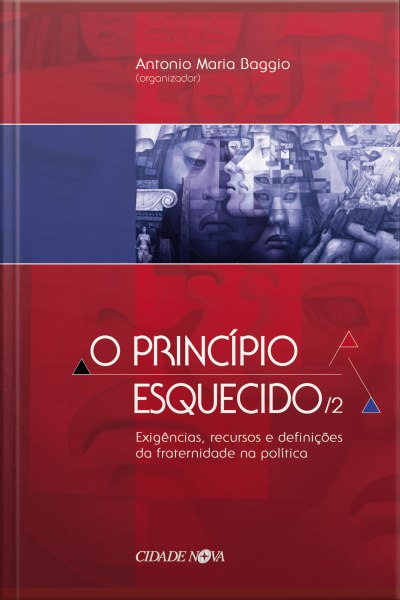 Antonio Maria Baggio
(organizador)
O PRINCÍPIO
ESQUECIDO/2
Exigências, recursos e definições
da fraternidade na política
CIDADE NOVA